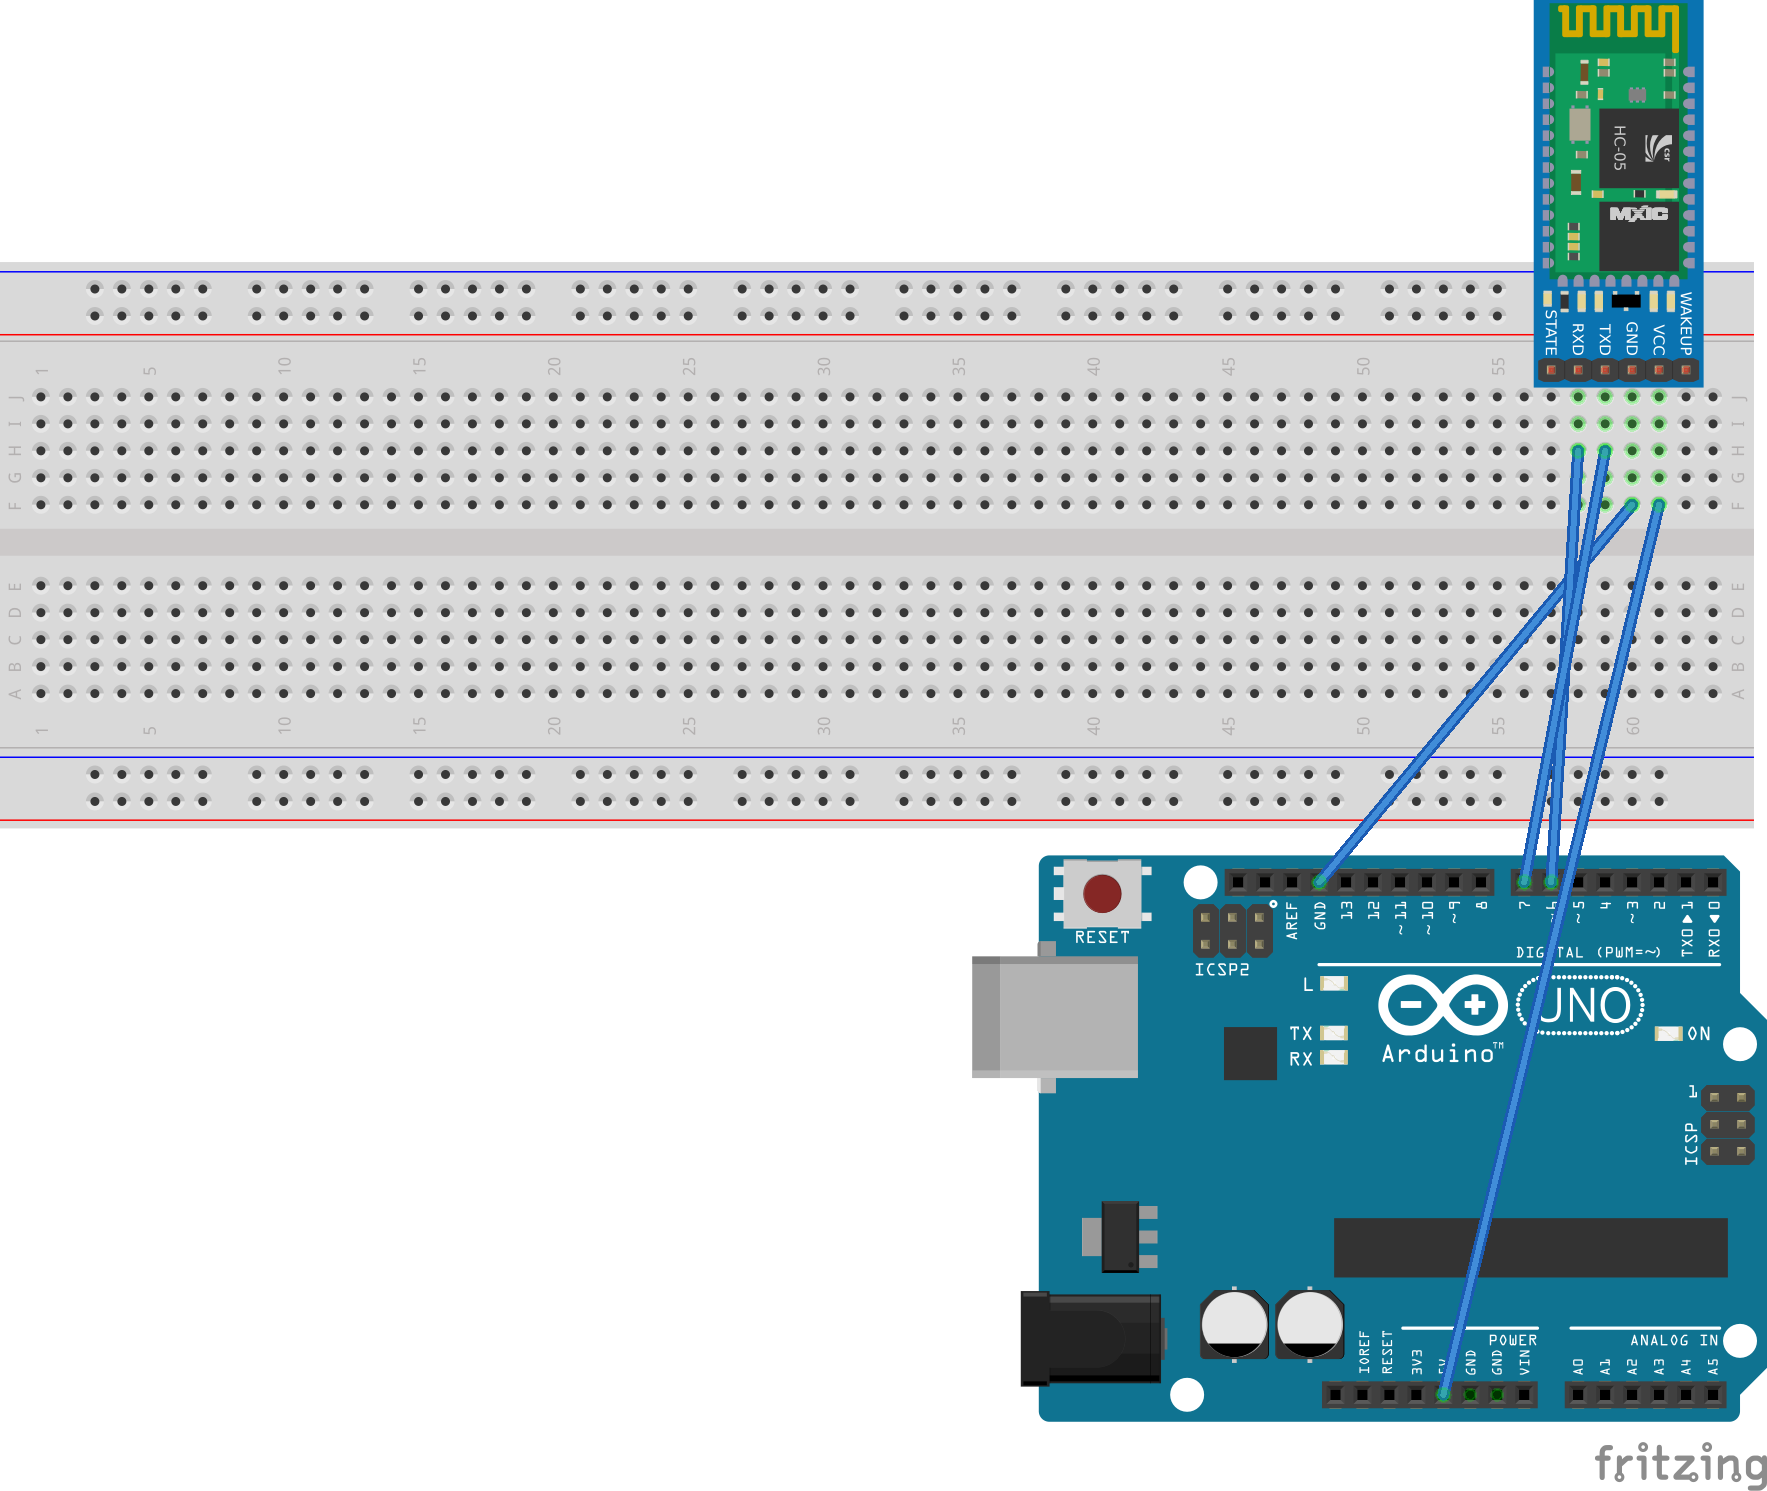 HC-05
csr
MXIC
STATE
RXD
TXD
GND
VCC
WAKEUP
1 5 10 15 20 25 30 35 40 45 50 55
J J
I I
H H
G G
F F
E E
D D
C C
B B
A A
1 5 10 15 20 25 30 35 40 45 50 55 60
RESET
ICSP2
AREF
GND
13
12
~11
~10
~9
8
7
~6
~5
4
~3
2
TX0 1
RX0 0
DIGITAL (PWM=~)
L
TX
RX
UNO
Arduino™
ON
1
ICSP
POWER
ANALOG IN
IOREF
RESET
3V3
5V
GND
GND
VIN
A0
A1
A2
A3
A4
A5
fritzing